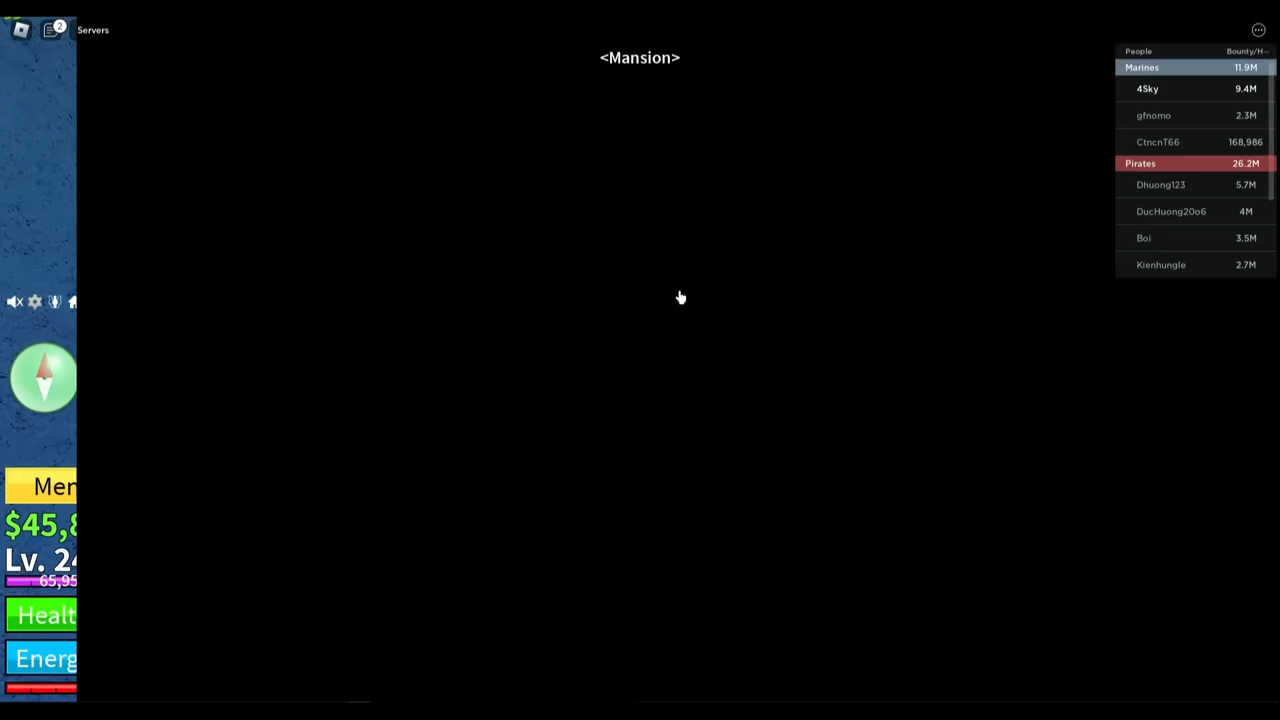 2
Servers
<Mansion>
People Bounty/H...
Marines 11.9M
4Sky 9.4M
gfnomo 2.3M
CtncnT66 168,986
Pirates 26.2M
Dhuong123 5.7M
DucHuong20o6 4M
Boi 3.5M
Kienhungle 2.7M
Men
$45,8
Lv. 24
65,95
Healt
Energ